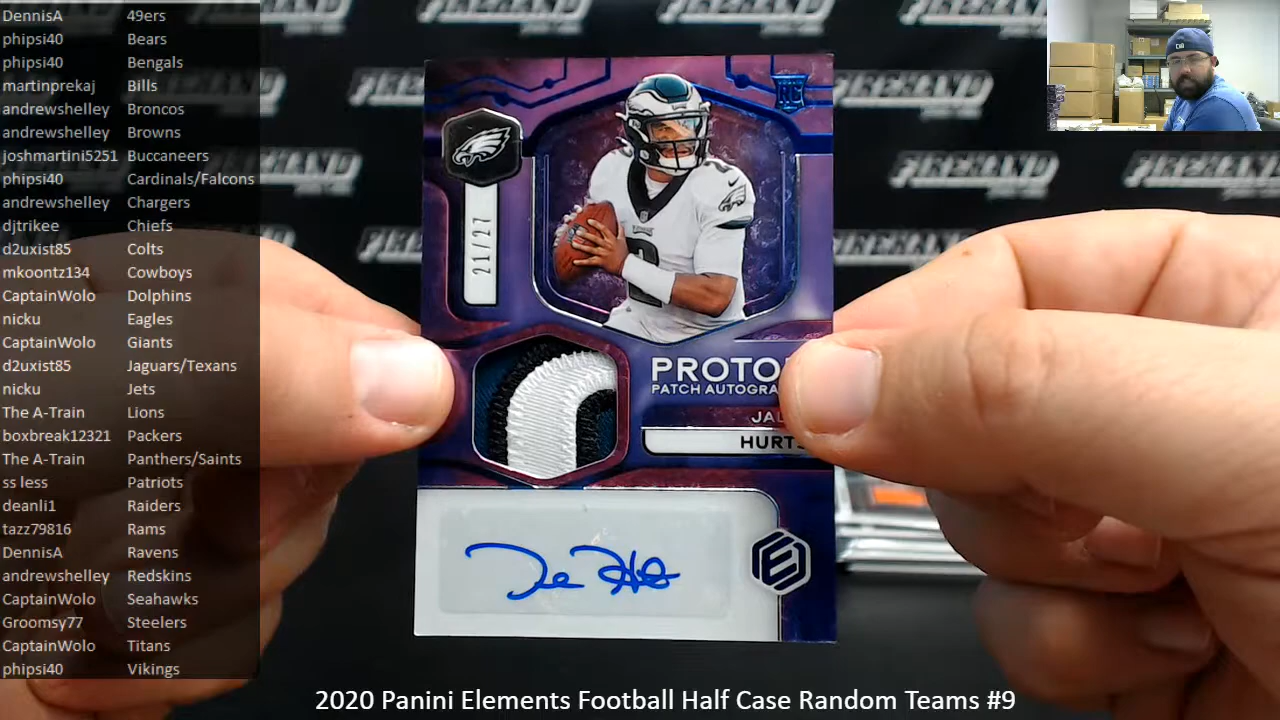 DennisA 49ers
phipsi40 Bears
phipsi40 Bengals
martinprekaj Bills
andrewshelley Broncos
andrewshelley Browns
joshmartini5251 Buccaneers
phipsi40 Cardinals/Falcons
andrewshelley Chargers
djtrikee Chiefs
d2uxist85 Colts
mkoontz134 Cowboys
CaptainWolo Dolphins
nicku Eagles
CaptainWolo Giants
d2uxist85 Jaguars/Texans
nicku Jets
The A-Train Lions
boxbreak12321 Packers
The A-Train Panthers/Saints
ss less Patriots
deanli1 Raiders
tazz79816 Rams
DennisA Ravens
andrewshelley Redskins
CaptainWolo Seahawks
Groomsy77 Steelers
CaptainWolo Titans
phipsi40 Vikings
RC
21/27
PROTO
PATCH AUTOGRA
JAL
HURTS
2020 Panini Elements Football Half Case Random Teams #9